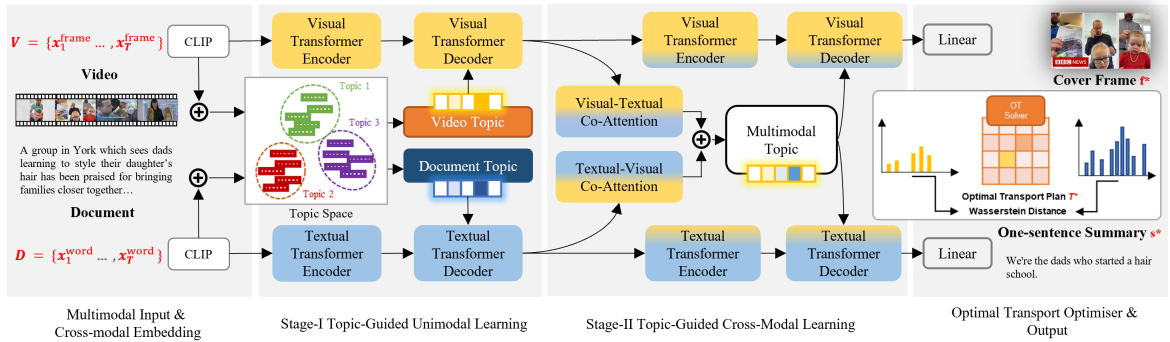 V = {x₁^frame … , x_T^frame}
CLIP
Video
A group in York which sees dads
learning to style their daughter's
hair has been praised for bringing
families closer together…
Document
D = {x₁^word … , x_T^word}
CLIP
Multimodal Input &
Cross-modal Embedding
Visual
Transformer
Encoder
Visual
Transformer
Decoder
Topic 1
Topic 3
Topic 2
Topic Space
Video Topic
Document Topic
Textual
Transformer
Encoder
Textual
Transformer
Decoder
Stage-I Topic-Guided Unimodal Learning
Visual-Textual
Co-Attention
Textual-Visual
Co-Attention
Multimodal
Topic
Visual
Transformer
Encoder
Visual
Transformer
Decoder
Textual
Transformer
Encoder
Textual
Transformer
Decoder
Stage-II Topic-Guided Cross-Modal Learning
Linear
BBC NEWS
Cover Frame f*
OT
Solver
Optimal Transport Plan T*
Wasserstein Distance
One-sentence Summary s*
Linear
We're the dads who started a hair
school.
Optimal Transport Optimiser &
Output